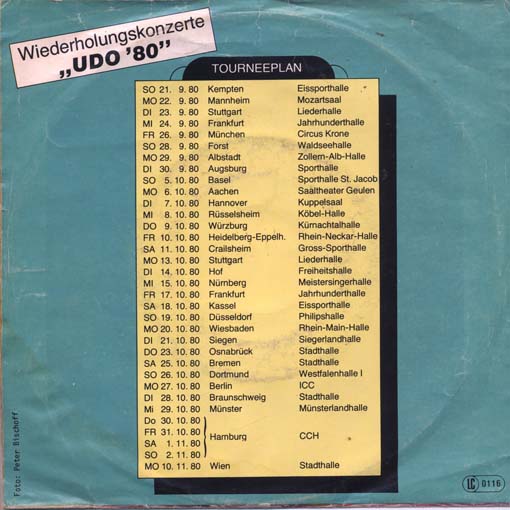 Wiederholungskonzerte
„UDO '80"
TOURNEEPLAN
SO 21. 9. 80 Kempten Eissporthalle
MO 22. 9. 80 Mannheim Mozartsaal
DI 23. 9. 80 Stuttgart Liederhalle
MI 24. 9. 80 Frankfurt Jahrhunderthalle
FR 26. 9. 80 München Circus Krone
SO 28. 9. 80 Forst Waldseehalle
MO 29. 9. 80 Albstadt Zollern-Alb-Halle
DI 30. 9. 80 Augsburg Sporthalle
SO 5. 10. 80 Basel Sporthalle St. Jacob
MO 6. 10. 80 Aachen Saaltheater Geulen
DI 7. 10. 80 Hannover Kuppelsaal
MI 8. 10. 80 Rüsselsheim Köbel-Halle
DO 9. 10. 80 Würzburg Kürnachtalhalle
FR 10. 10. 80 Heidelberg-Eppelh. Rhein-Neckar-Halle
SA 11. 10. 80 Crailsheim Gross-Sporthalle
MO 13. 10. 80 Stuttgart Liederhalle
DI 14. 10. 80 Hof Freiheitshalle
MI 15. 10. 80 Nürnberg Meistersingerhalle
FR 17. 10. 80 Frankfurt Jahrhunderthalle
SA 18. 10. 80 Kassel Eissporthalle
SO 19. 10. 80 Düsseldorf Philipshalle
MO 20. 10. 80 Wiesbaden Rhein-Main-Halle
DI 21. 10. 80 Siegen Siegerlandhalle
DO 23. 10. 80 Osnabrück Stadthalle
SA 25. 10. 80 Bremen Stadthalle
SO 26. 10. 80 Dortmund Westfalenhalle I
MO 27. 10. 80 Berlin ICC
DI 28. 10. 80 Braunschweig Stadthalle
Mi 29. 10. 80 Münster Münsterlandhalle
Do 30. 10. 80
FR 31. 10. 80
Hamburg CCH
SA 1. 11. 80
SO 2. 11. 80
MO 10. 11. 80 Wien Stadthalle
Foto: Peter Bischoff
LC 0116